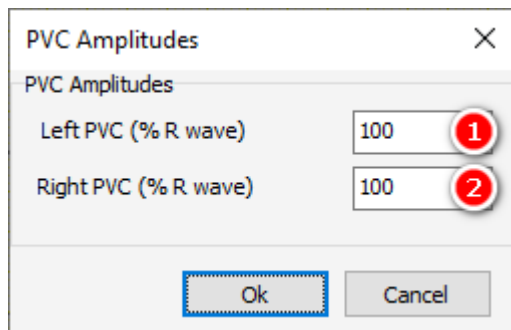 PVC Amplitudes
PVC Amplitudes
Left PVC (% R wave) 100 1
Right PVC (% R wave) 100 2
Ok Cancel